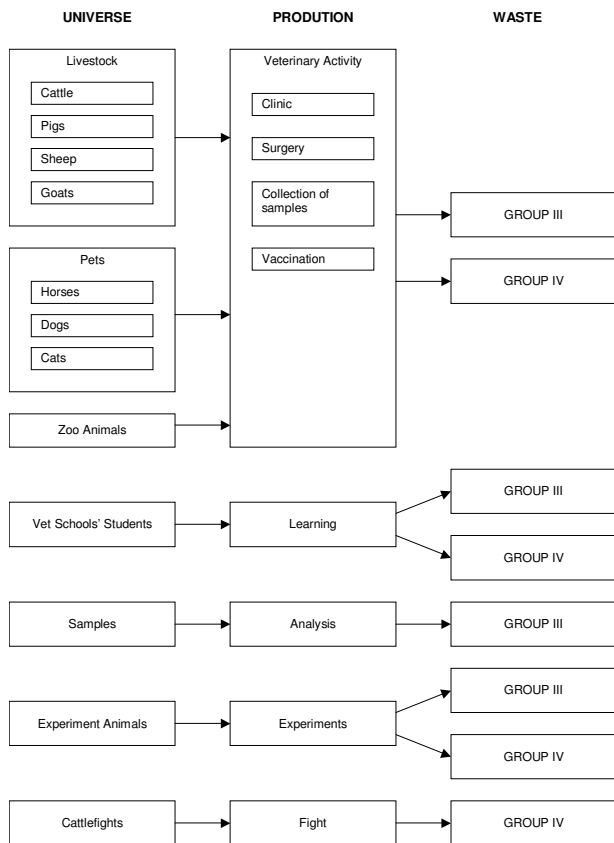 UNIVERSE
PRODUTION
WASTE
Livestock
Cattle
Pigs
Sheep
Goats
Pets
Horses
Dogs
Cats
Zoo Animals
Veterinary Activity
Clinic
Surgery
Collection of
samples
Vaccination
GROUP III
GROUP IV
Vet Schools' Students
Learning
GROUP III
GROUP IV
Samples
Analysis
GROUP III
Experiment Animals
Experiments
GROUP III
GROUP IV
Cattlefights
Fight
GROUP IV